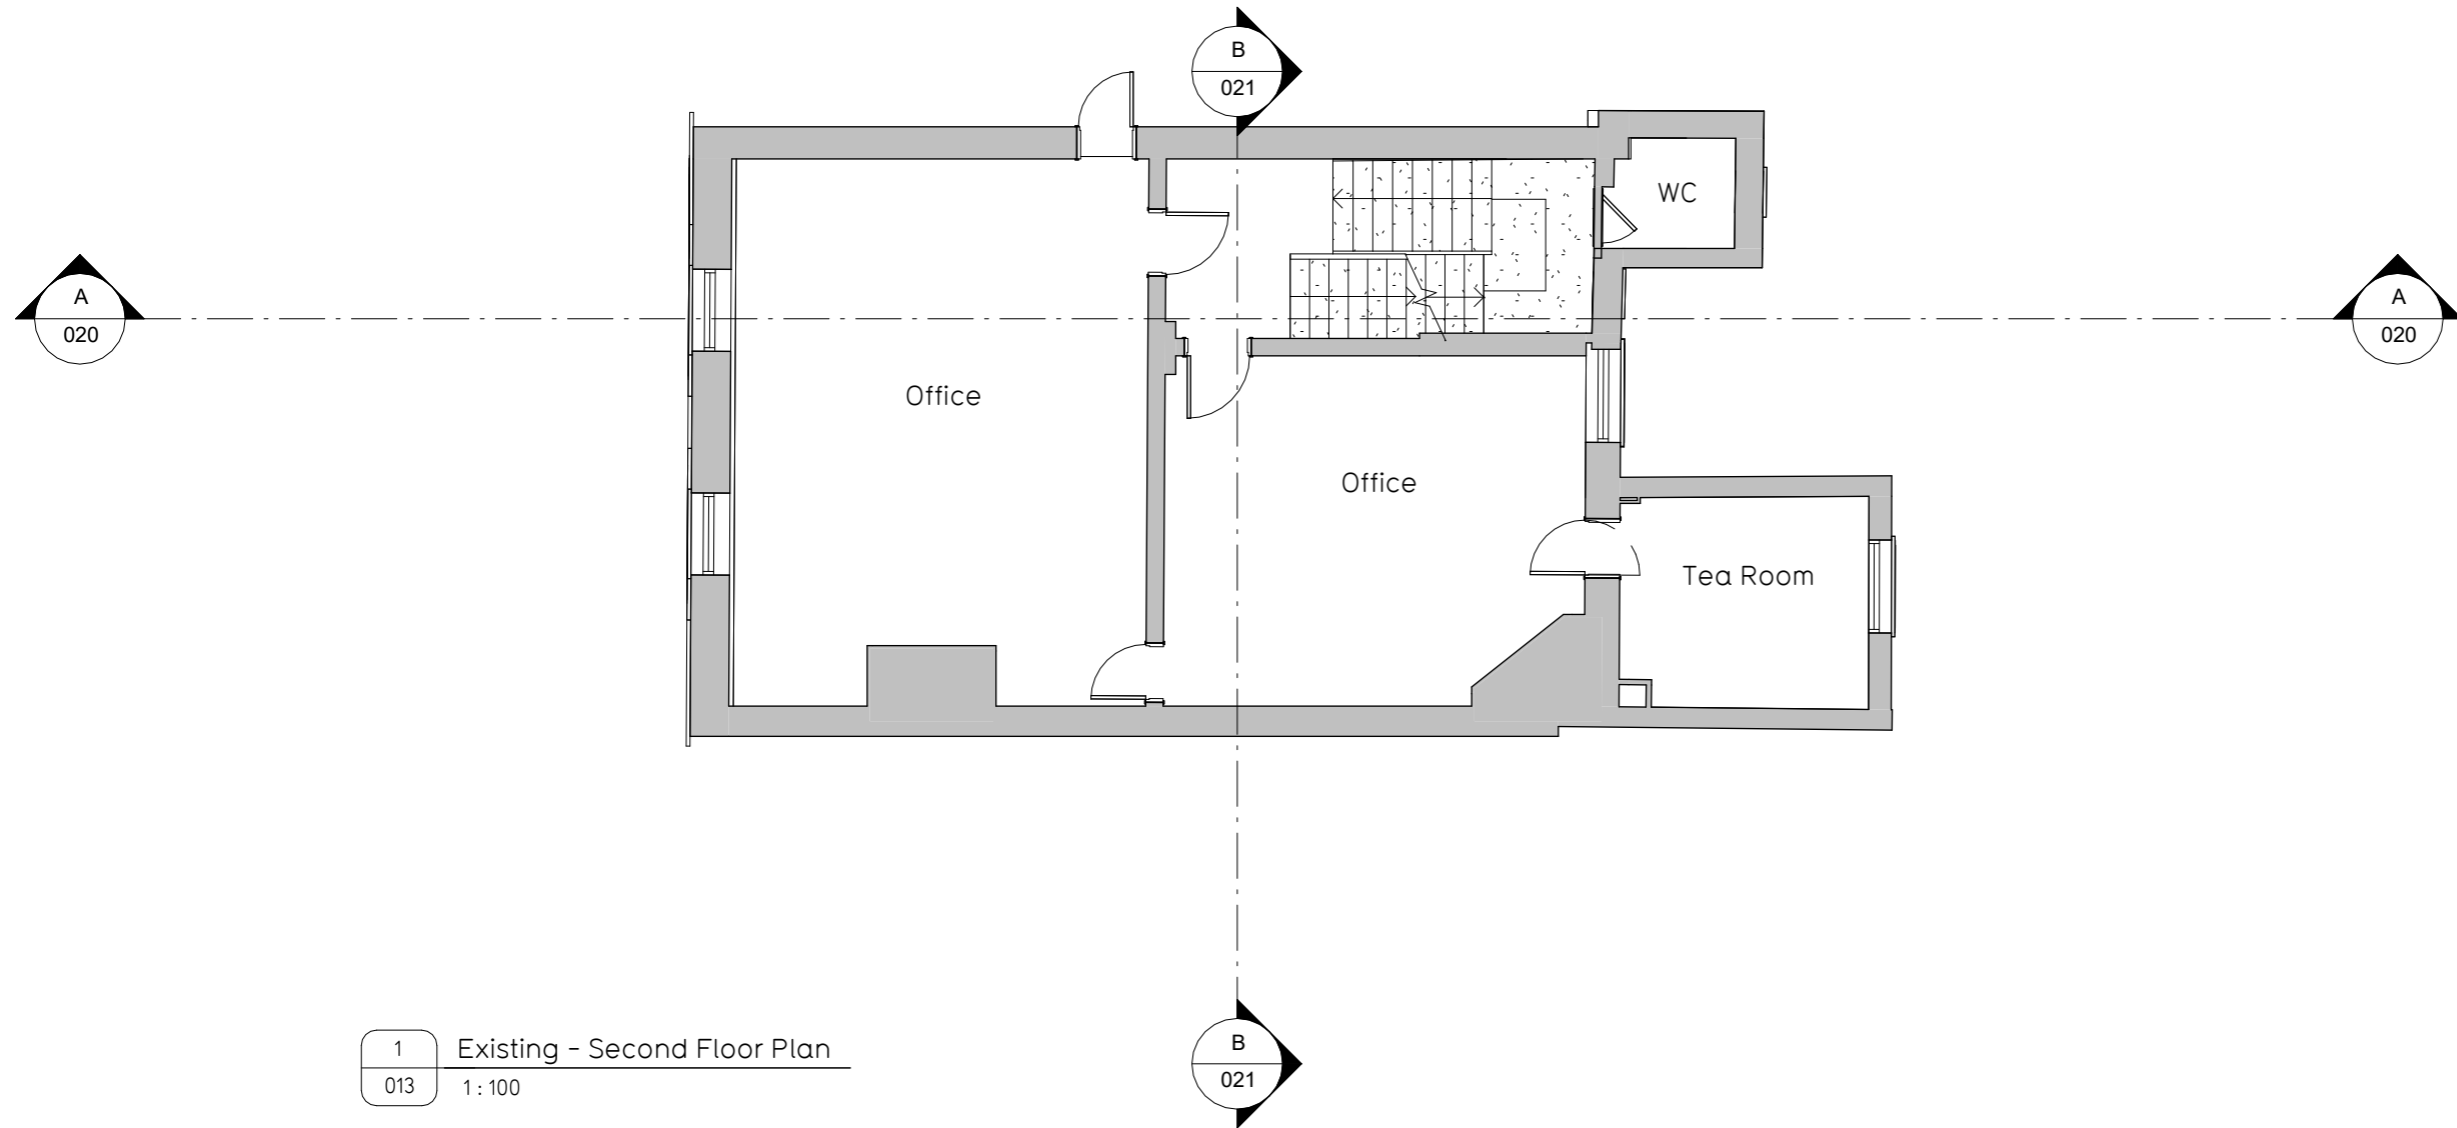 B
021
WC
A
020
A
020
Office
Office
Tea Room
1
013
Existing - Second Floor Plan
1 : 100
B
021